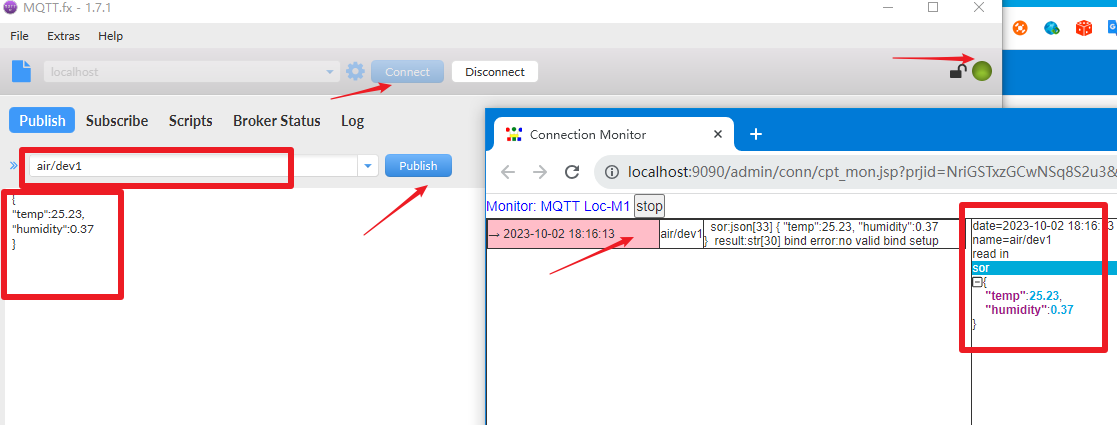 MQTT.fx - 1.7.1
File Extras Help
localhost
Connect
Disconnect
Publish Subscribe Scripts Broker Status Log
air/dev1
Publish
{
"temp":25.23,
"humidity":0.37
}
Connection Monitor
localhost:9090/admin/conn/cpt_mon.jsp?prjid=NriGSTxzGCwNSq8S2u3&
Monitor: MQTT Loc-M1 stop
→ 2023-10-02 18:16:13
air/dev1
sor:json[33] { "temp":25.23, "humidity":0.37
} result:str[30] bind error:no valid bind setup
date=2023-10-02 18:16:13
name=air/dev1
read in
sor
{
"temp":25.23,
"humidity":0.37
}